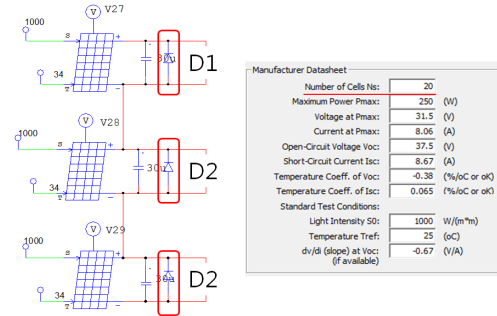 V27
1000
S
+
30u
D1
34
T
−
V28
1000
S
+
30u
D2
34
T
−
V29
1000
S
+
30u
D2
34
T
−
Manufacturer Datasheet
Number of Cells Ns: 20
Maximum Power Pmax: 250 (W)
Voltage at Pmax: 31.5 (V)
Current at Pmax: 8.06 (A)
Open-Circuit Voltage Voc: 37.5 (V)
Short-Circuit Current Isc: 8.67 (A)
Temperature Coeff. of Voc: -0.38 (%/oC or oK)
Temperature Coeff. of Isc: 0.065 (%/oC or oK)
Standard Test Conditions:
Light Intensity S0: 1000 W/(m*m)
Temperature Tref: 25 (oC)
dv/di (slope) at Voc: -0.67 (V/A)
(if available)